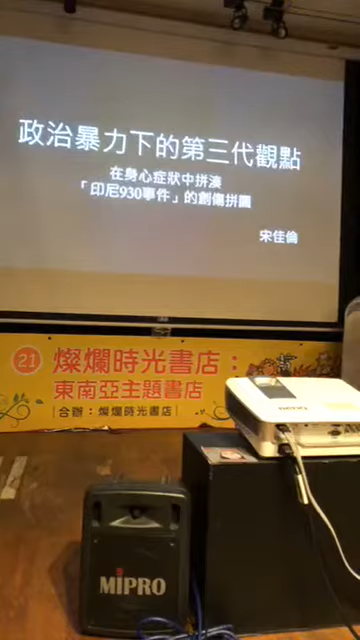 政治暴力下的第三代觀點
在身心症狀中拼湊
「印尼930事件」的創傷拼圖
宋佳倫
21 燦爛時光書店：
東南亞主題書店
合辦：燦爛時光書店
MIPRO